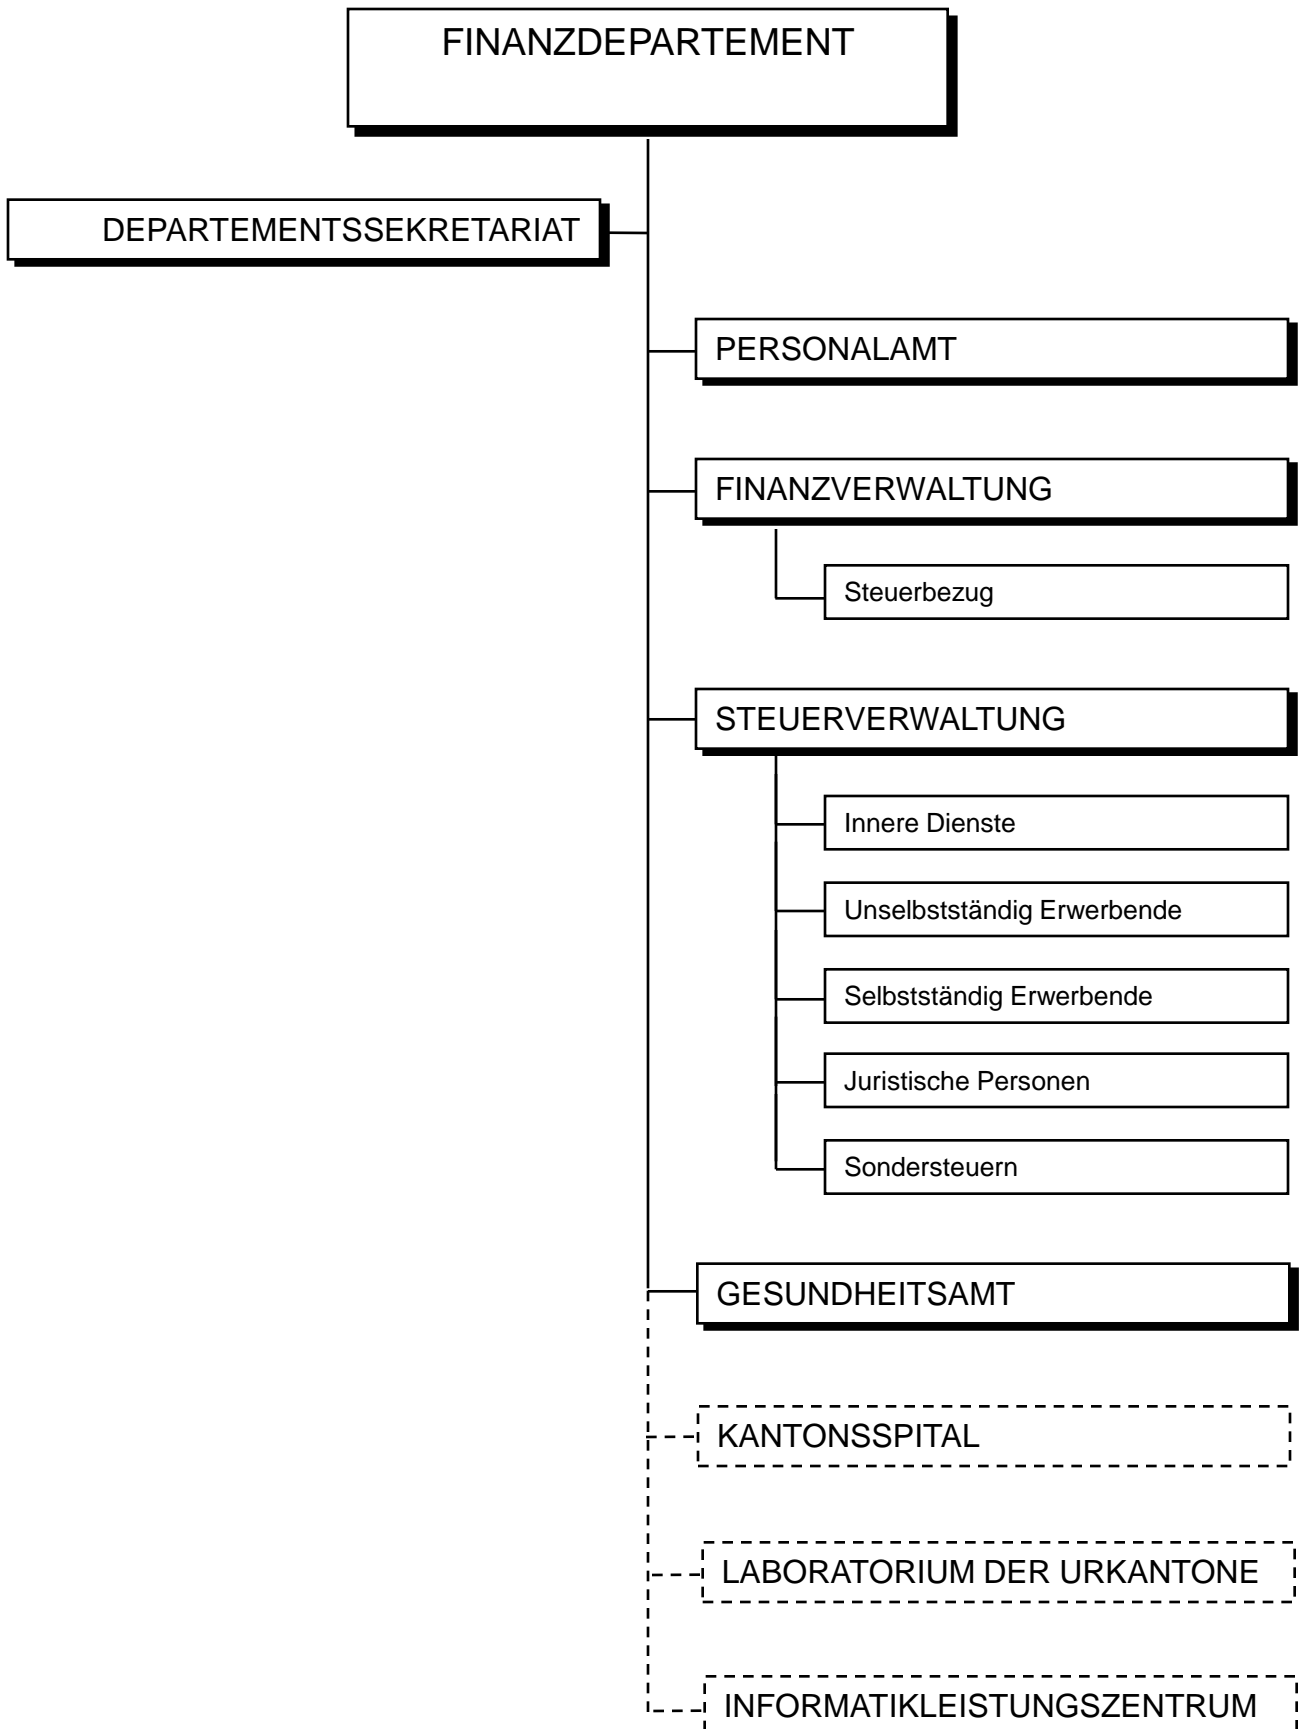 FINANZDEPARTEMENT
DEPARTEMENTSSEKRETARIAT
PERSONALAMT
FINANZVERWALTUNG
Steuerbezug
STEUERVERWALTUNG
Innere Dienste
Unselbstständig Erwerbende
Selbstständig Erwerbende
Juristische Personen
Sondersteuern
GESUNDHEITSAMT
KANTONSSPITAL
LABORATORIUM DER URKANTONE
INFORMATIKLEISTUNGSZENTRUM